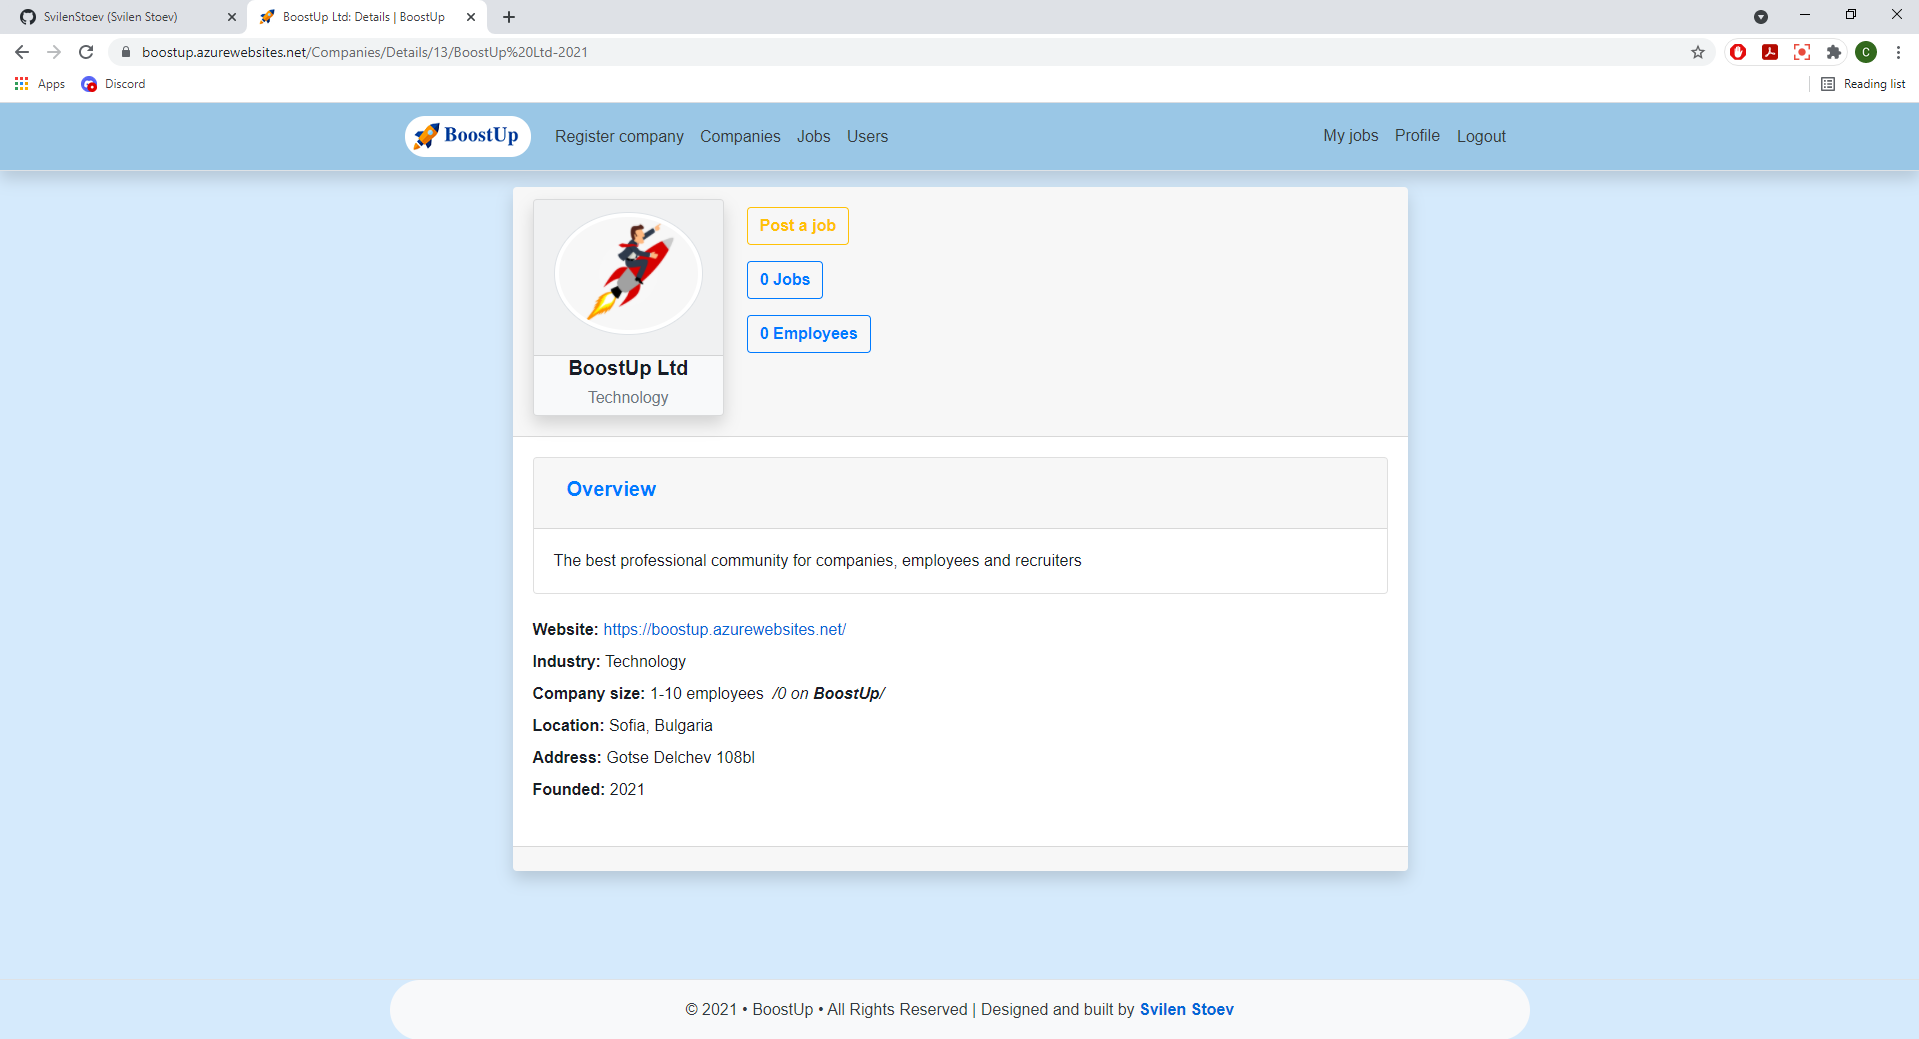 SvilenStoev (Svilen Stoev)
BoostUp Ltd: Details | BoostUp
boostup.azurewebsites.net/Companies/Details/13/BoostUp%20Ltd-2021
C
Apps
Discord
Reading list
BoostUp
Register company
Companies
Jobs
Users
My jobs
Profile
Logout
Post a job
0 Jobs
0 Employees
BoostUp Ltd
Technology
Overview
The best professional community for companies, employees and recruiters
Website: https://boostup.azurewebsites.net/
Industry: Technology
Company size: 1-10 employees /0 on BoostUp/
Location: Sofia, Bulgaria
Address: Gotse Delchev 108bl
Founded: 2021
© 2021 • BoostUp • All Rights Reserved | Designed and built by Svilen Stoev